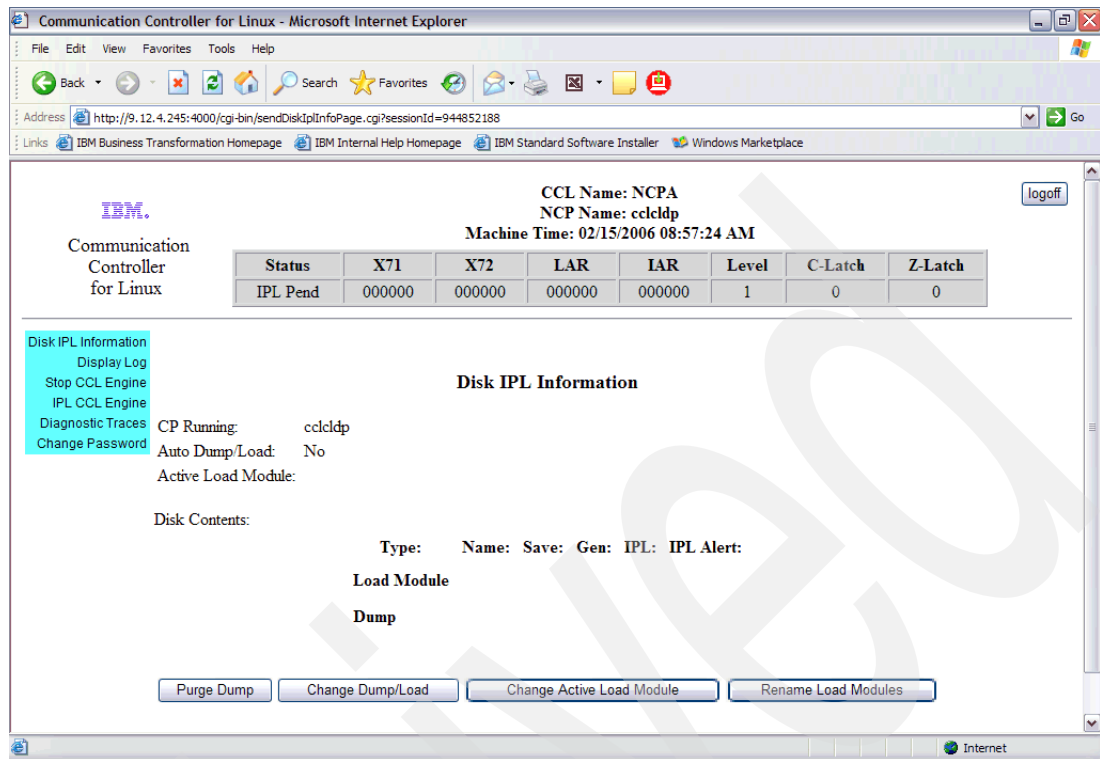 Communication Controller for Linux - Microsoft Internet Explorer
File Edit View Favorites Tools Help
Back Search Favorites
Address http://9.12.4.245:4000/cgi-bin/sendDiskIplInfoPage.cgi?sessionId=944852188 Go
Links IBM Business Transformation Homepage IBM Internal Help Homepage IBM Standard Software Installer Windows Marketplace
CCL Name: NCPA
NCP Name: cclcldp
Machine Time: 02/15/2006 08:57:24 AM
logoff
IBM.
Communication
Controller
for Linux
Status X71 X72 LAR IAR Level C-Latch Z-Latch
IPL Pend 000000 000000 000000 000000 1 0 0
Disk IPL Information
Display Log
Stop CCL Engine
IPL CCL Engine
Diagnostic Traces
Change Password
Disk IPL Information
CP Running: cclcldp
Auto Dump/Load: No
Active Load Module:
Disk Contents:
Type: Name: Save: Gen: IPL: IPL Alert:
Load Module
Dump
Purge Dump Change Dump/Load Change Active Load Module Rename Load Modules
Internet